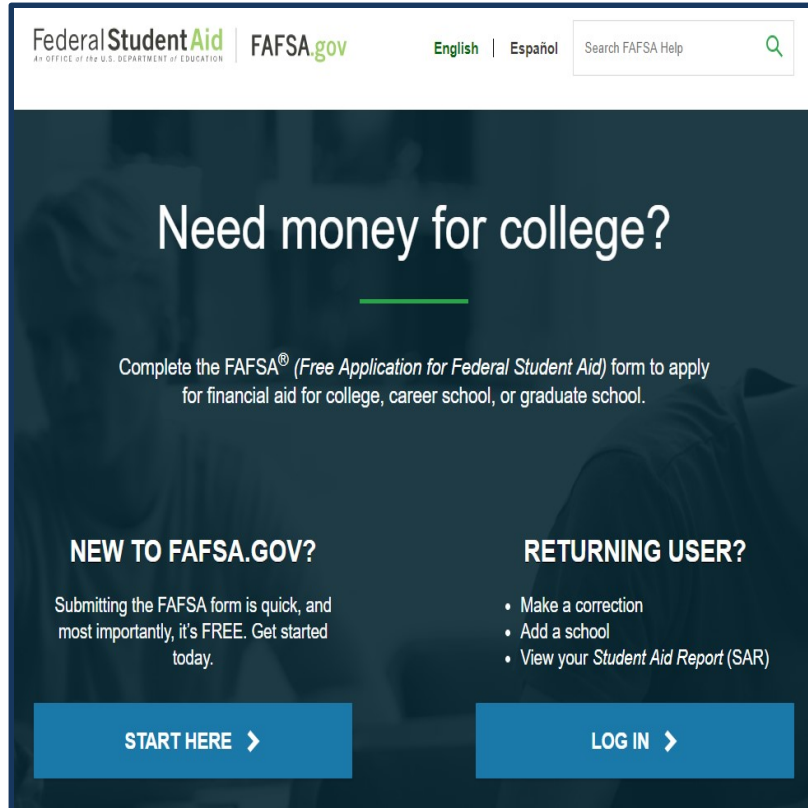 Federal Student Aid
An OFFICE of the U.S. DEPARTMENT of EDUCATION
FAFSA.gov
English | Español
Search FAFSA Help
Need money for college?
Complete the FAFSA® (Free Application for Federal Student Aid) form to apply
for financial aid for college, career school, or graduate school.
NEW TO FAFSA.GOV?
Submitting the FAFSA form is quick, and
most importantly, it's FREE. Get started
today.
START HERE
RETURNING USER?
• Make a correction
• Add a school
• View your Student Aid Report (SAR)
LOG IN